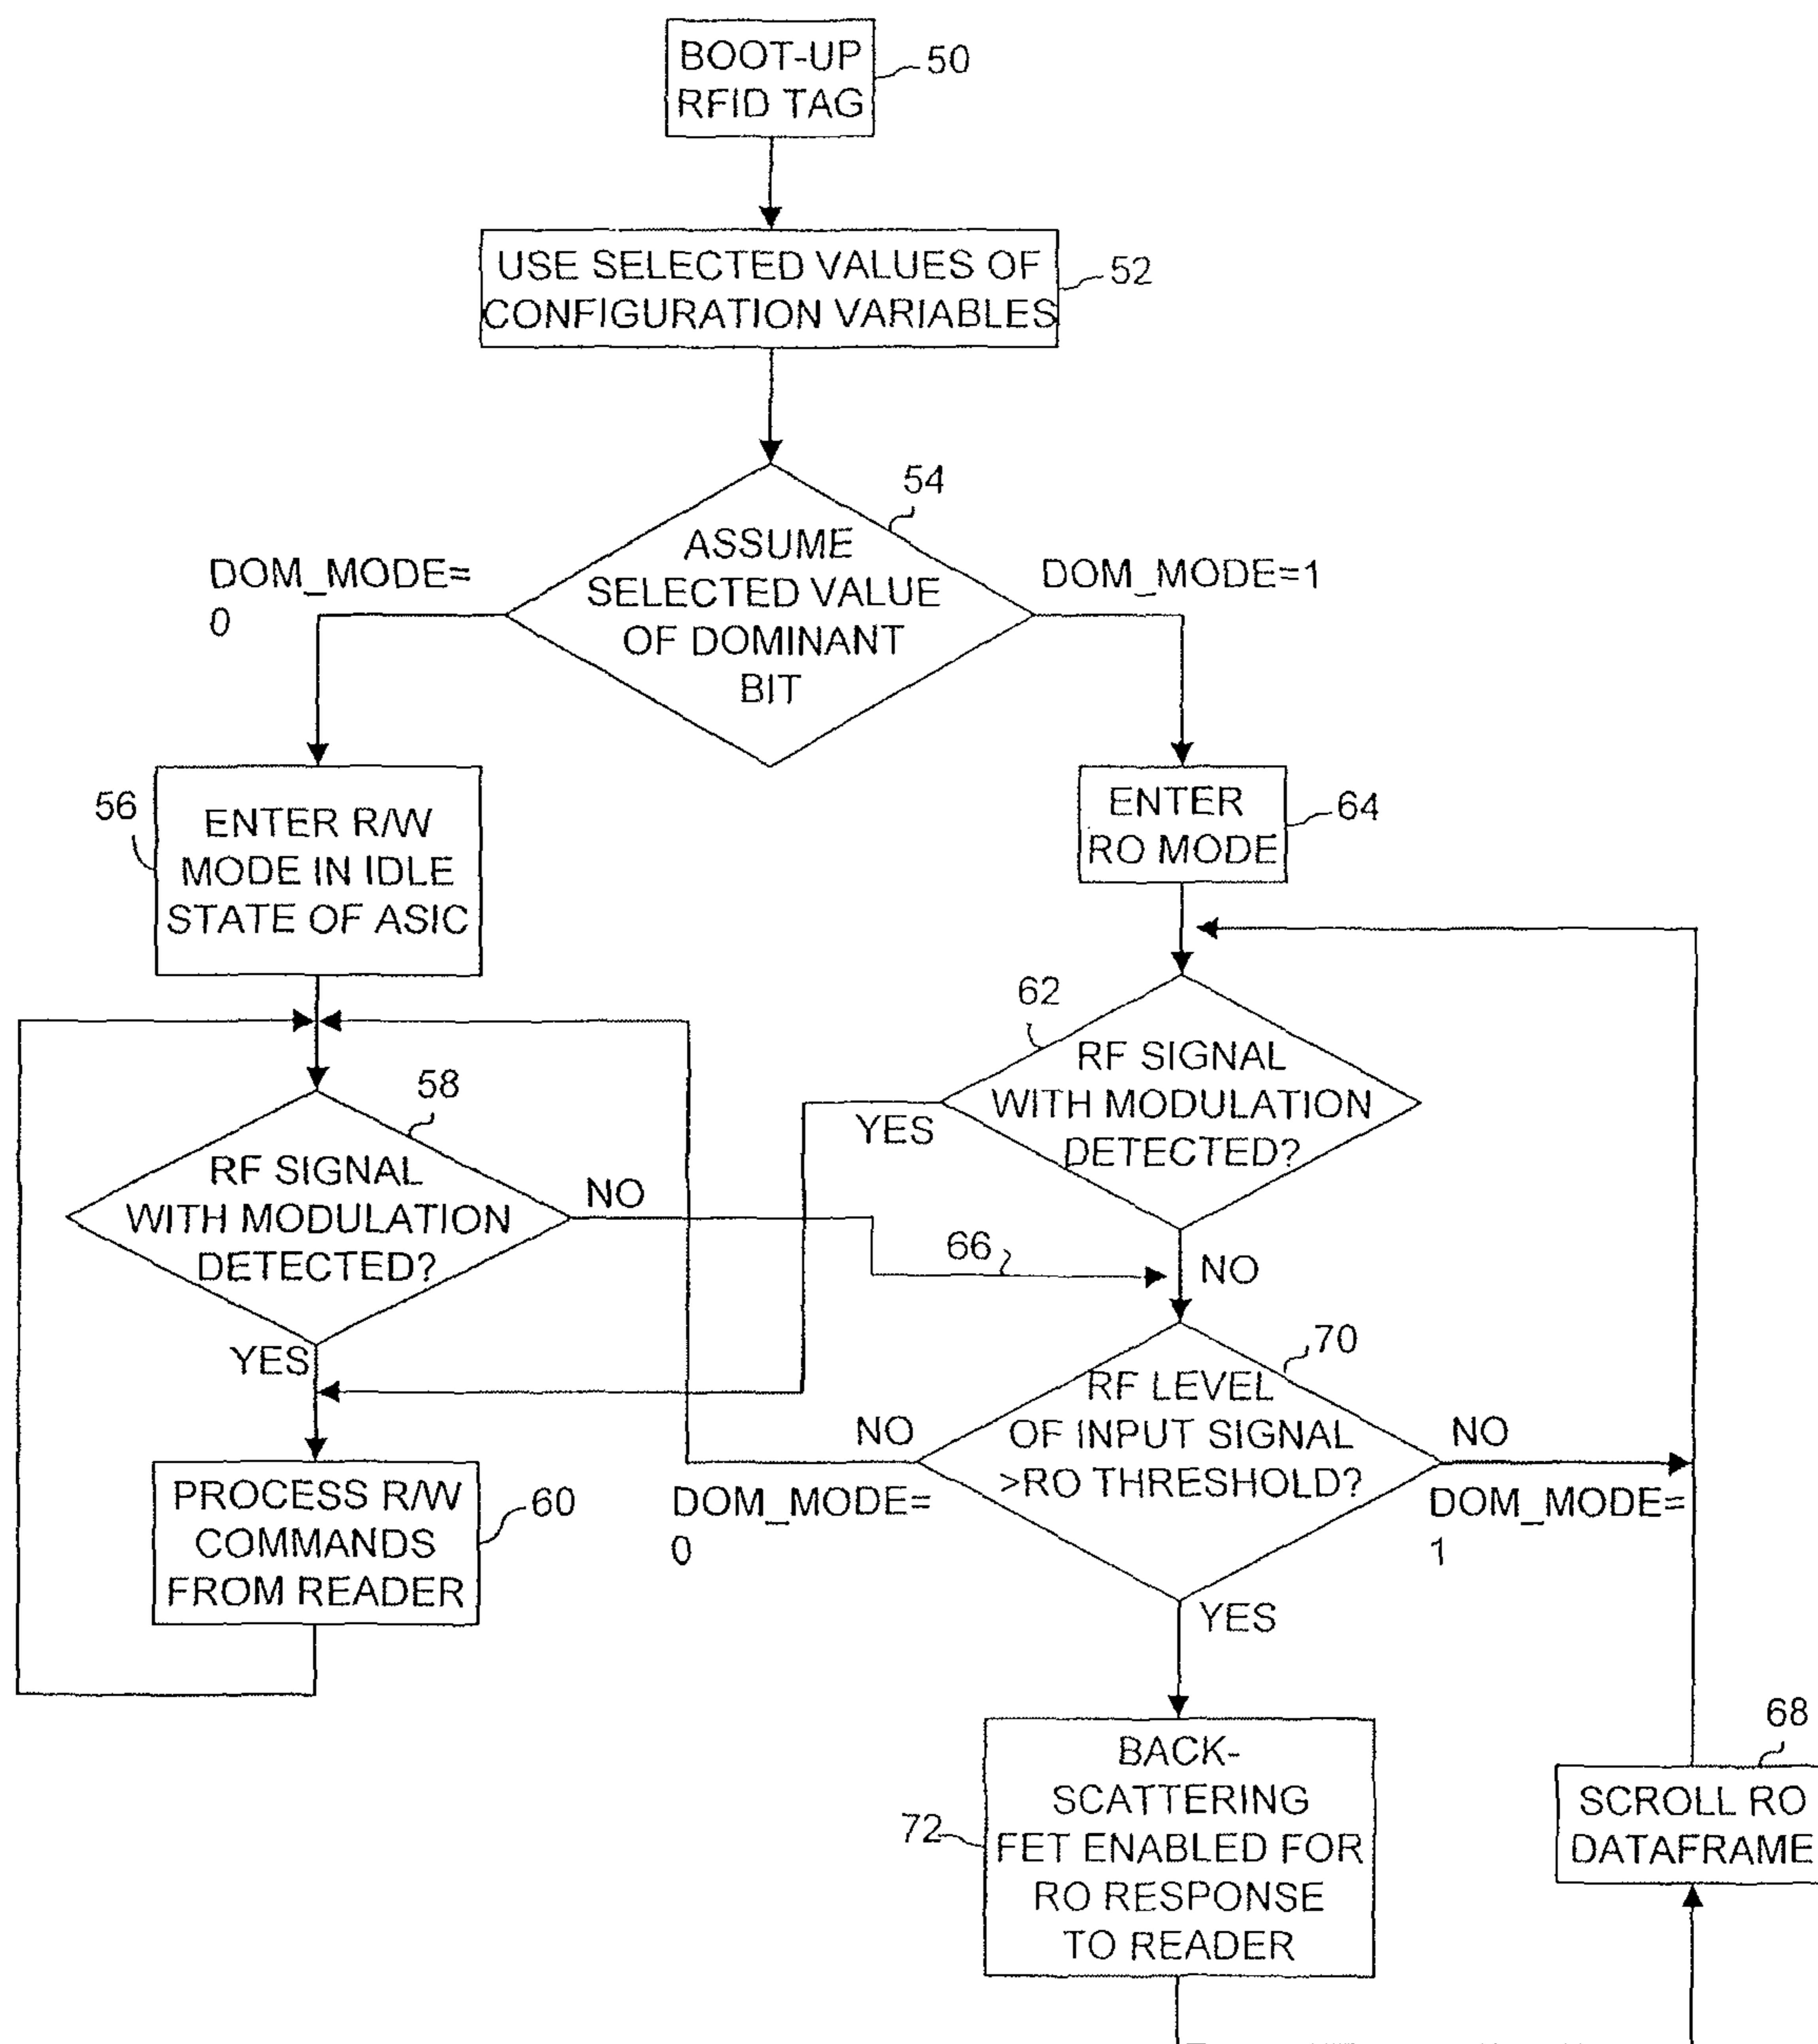 BOOT-UP
RFID TAG
50
USE SELECTED VALUES OF
CONFIGURATION VARIABLES
52
54
ASSUME
SELECTED VALUE
OF DOMINANT
BIT
DOM_MODE=
0
DOM_MODE=1
56
ENTER R/W
MODE IN IDLE
STATE OF ASIC
ENTER
RO MODE
64
62
RF SIGNAL
WITH MODULATION
DETECTED?
YES
NO
58
RF SIGNAL
WITH MODULATION
DETECTED?
NO
YES
66
70
RF LEVEL
OF INPUT SIGNAL
>RO THRESHOLD?
NO
DOM_MODE=
0
NO
DOM_MODE=
1
YES
PROCESS R/W
COMMANDS
FROM READER
60
72
BACK-
SCATTERING
FET ENABLED FOR
RO RESPONSE
TO READER
68
SCROLL RO
DATAFRAME